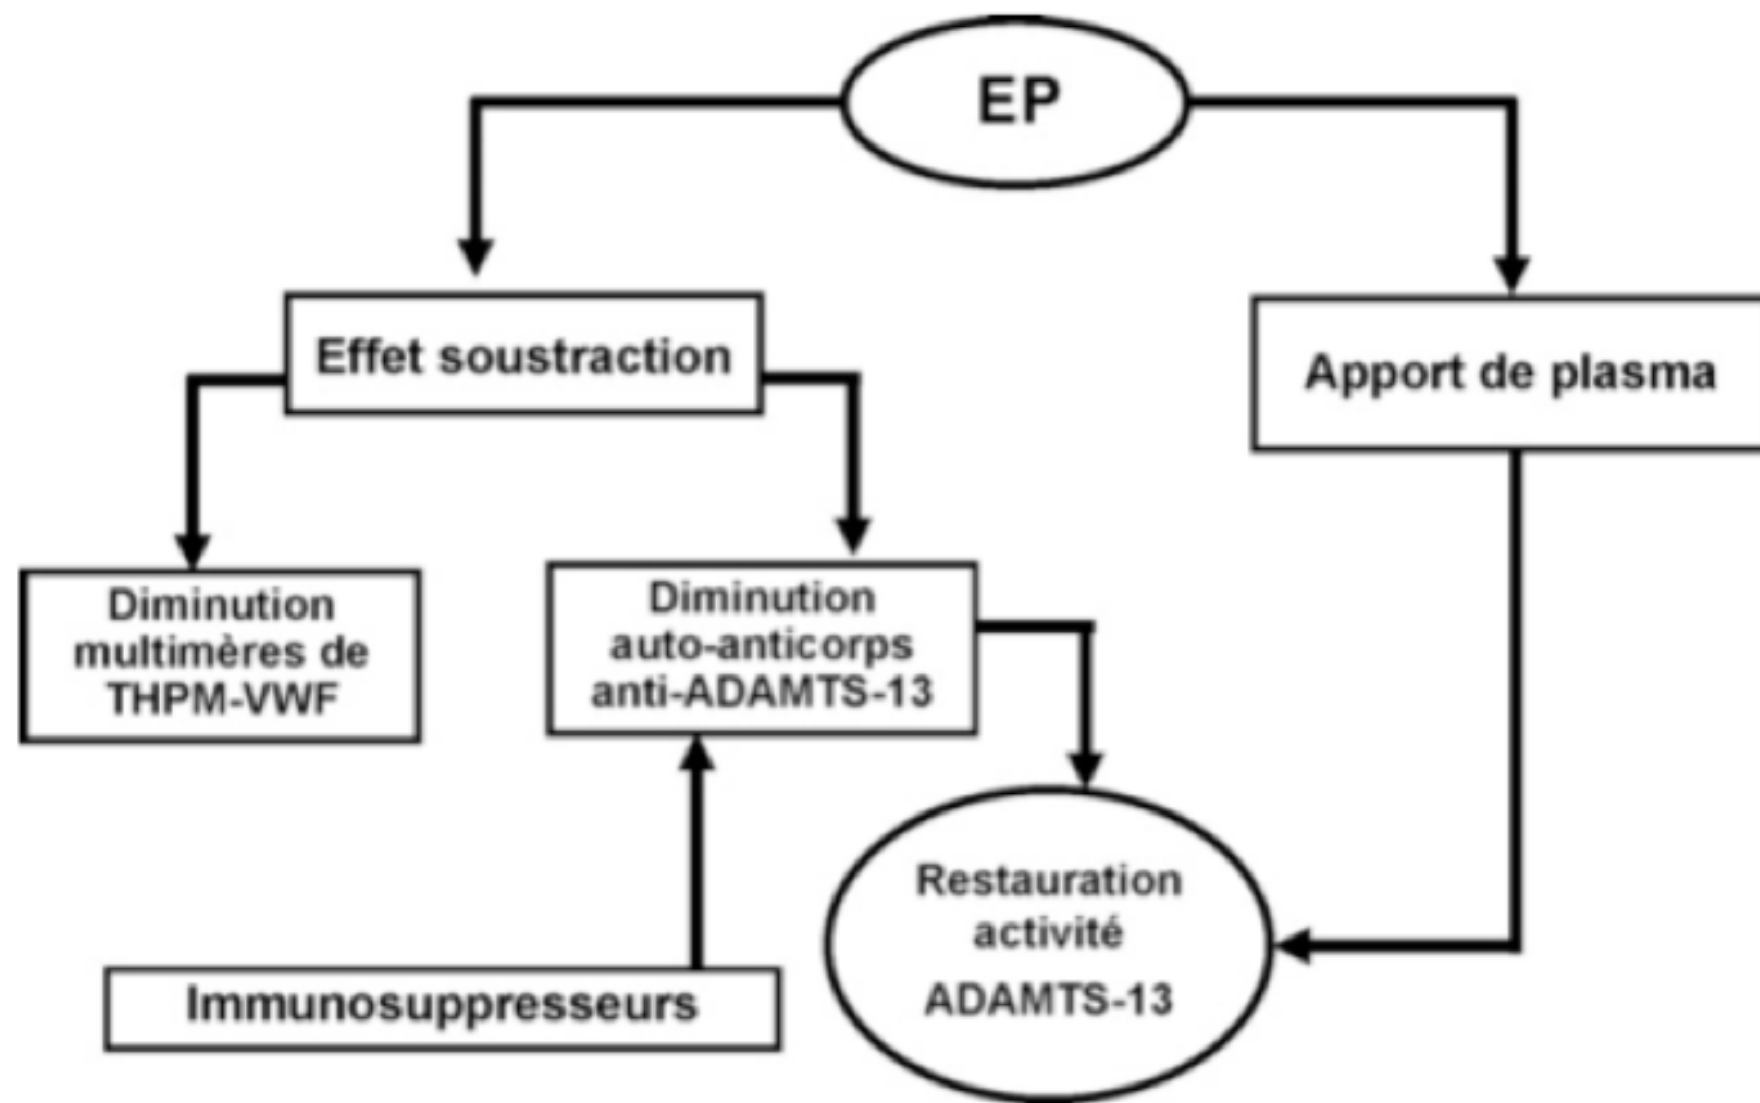 EP
Effet soustraction
Apport de plasma
Diminution
multimères de
THPM-VWF
Diminution
auto-anticorps
anti-ADAMTS-13
Restauration
activité
ADAMTS-13
Immunosuppresseurs